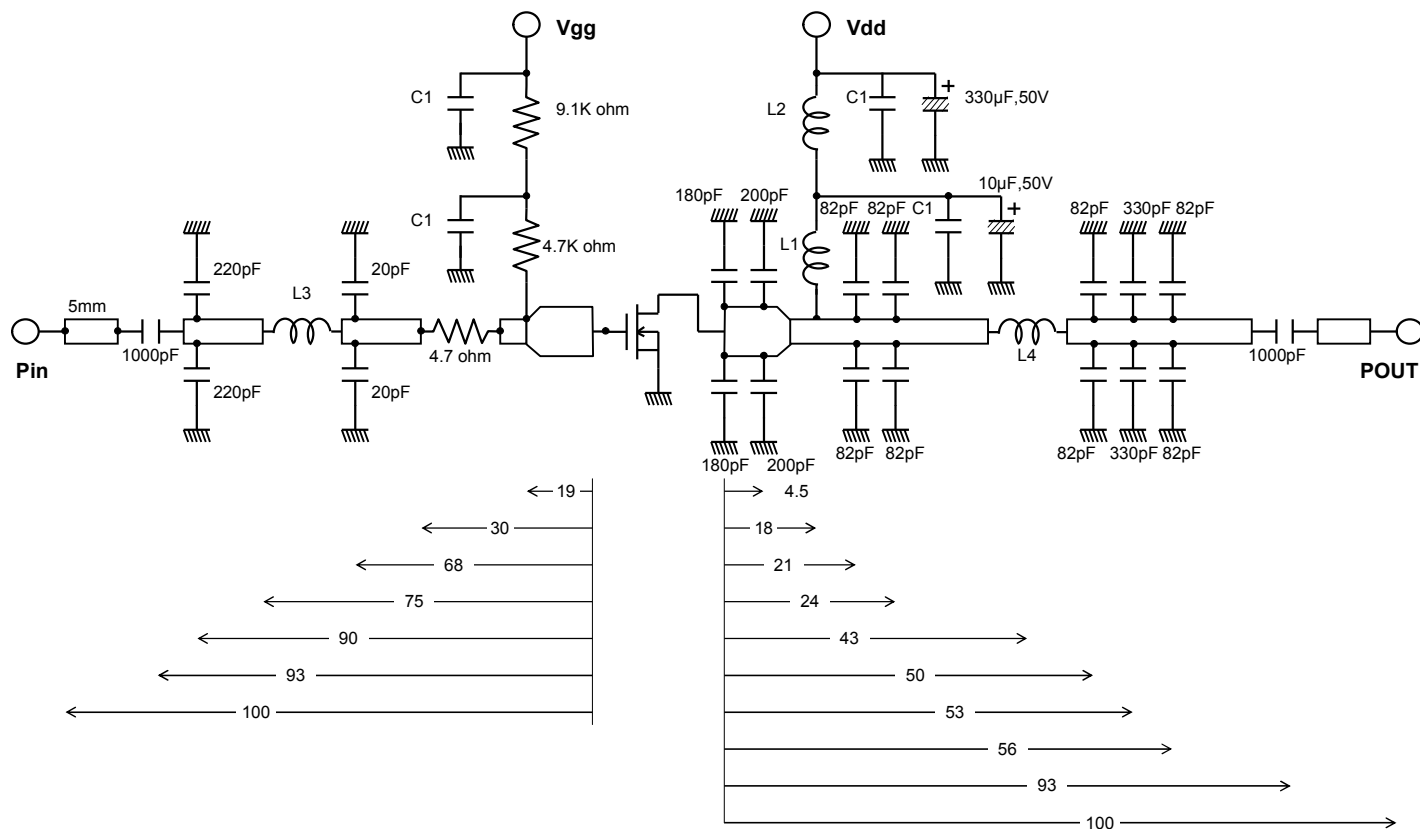 Vgg
Vdd
C1
9.1K ohm
L2
C1
+
330µF,50V
180pF
200pF
10µF,50V
82pF
82pF
C1
+
82pF
330pF
82pF
C1
4.7K ohm
L1
220pF
20pF
L3
5mm
1000pF
4.7 ohm
L4
1000pF
Pin
POUT
220pF
20pF
180pF
200pF
82pF
82pF
82pF
330pF
82pF
19
4.5
30
18
68
21
75
24
90
43
93
50
100
53
56
93
100